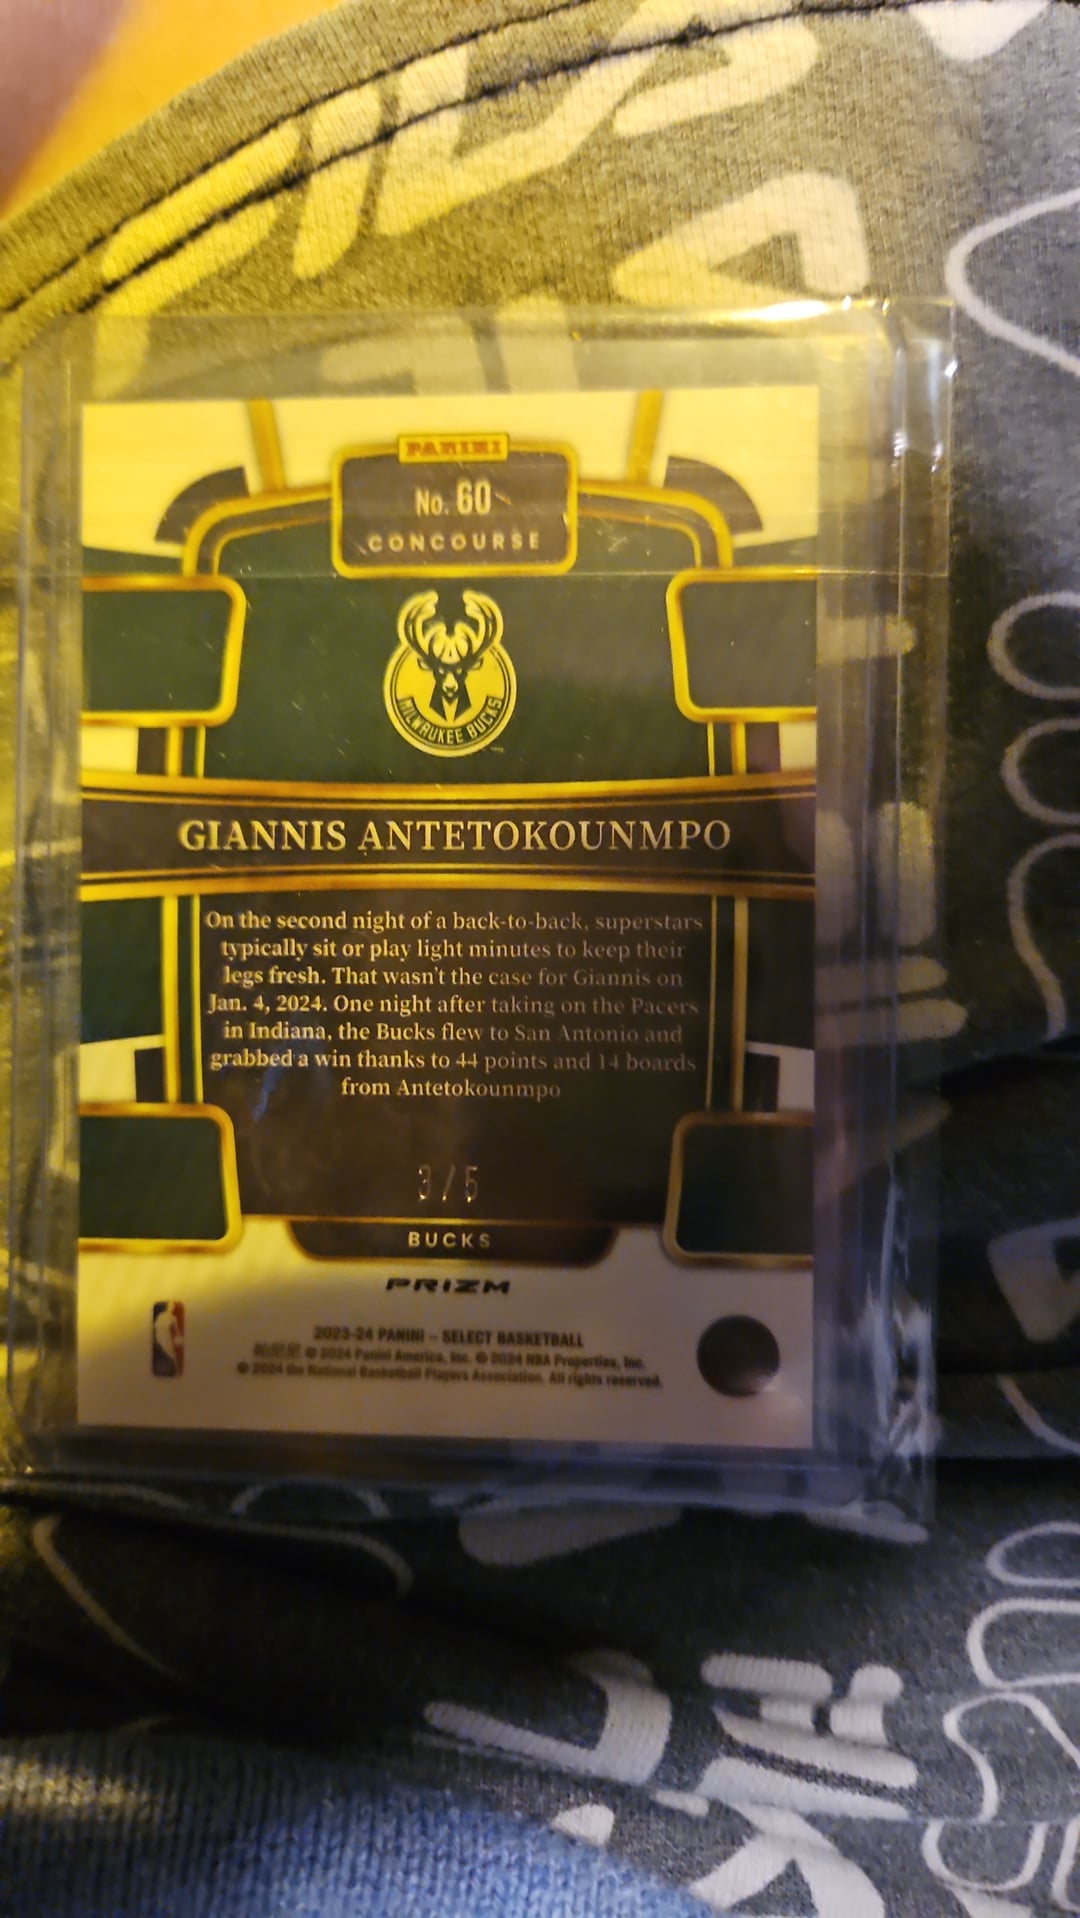 PANINI
No. 60
CONCOURSE
MILWAUKEE BUCKS
GIANNIS ANTETOKOUNMPO
On the second night of a back-to-back, superstars
typically sit or play light minutes to keep their
legs fresh. That wasn't the case for Giannis on
Jan. 4, 2024. One night after taking on the Pacers
in Indiana, the Bucks flew to San Antonio and
grabbed a win thanks to 44 points and 14 boards
from Antetokounmpo
3/5
BUCKS
PRIZM
2023-24 PANINI – SELECT BASKETBALL
© 2024 Panini America, Inc. © 2024 NBA Properties, Inc.
© 2024 the National Basketball Players Association. All rights reserved.